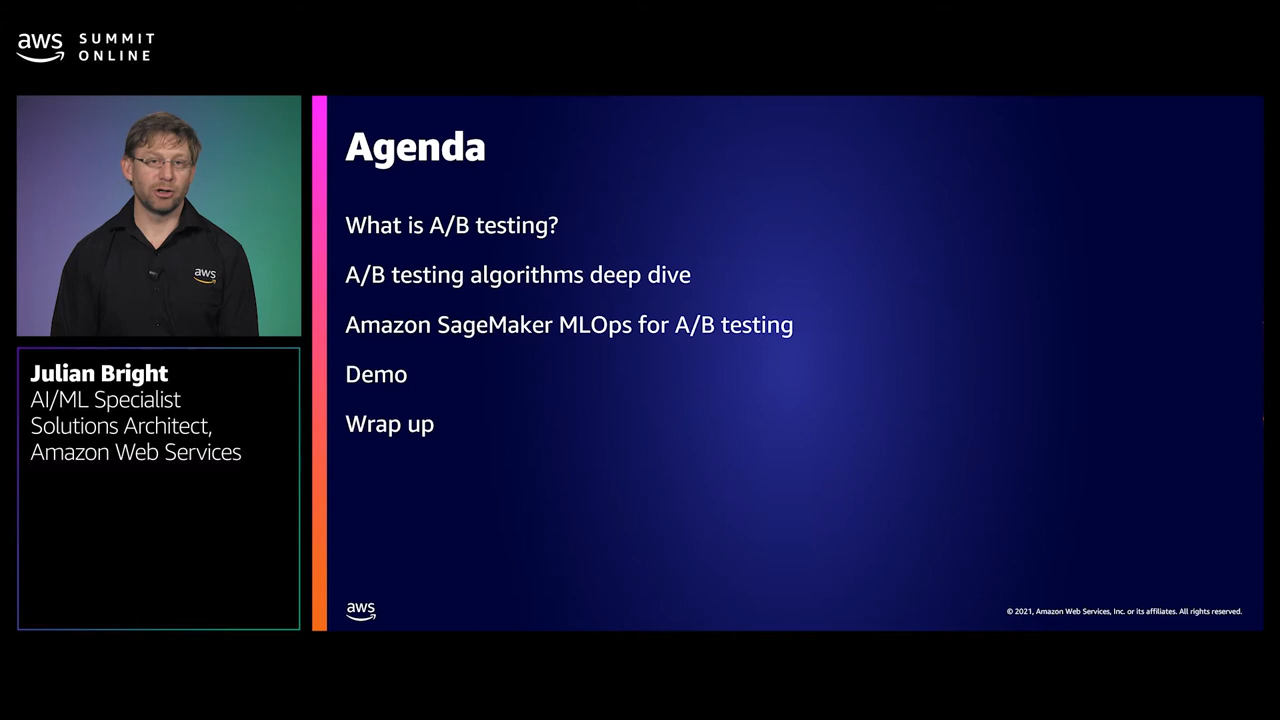 aws SUMMIT
ONLINE
aws
Julian Bright
AI/ML Specialist
Solutions Architect,
Amazon Web Services
Agenda
What is A/B testing?
A/B testing algorithms deep dive
Amazon SageMaker MLOps for A/B testing
Demo
Wrap up
aws
© 2021, Amazon Web Services, Inc. or its affiliates. All rights reserved.